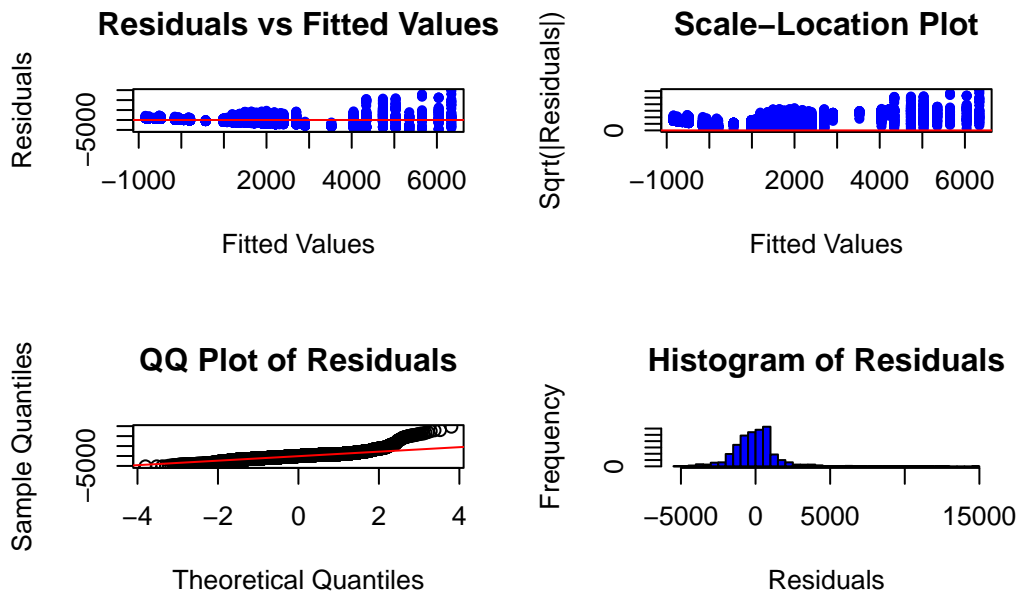 Residuals vs Fitted Values
Residuals
−5000
−1000 2000 4000 6000
Fitted Values
Scale−Location Plot
Sqrt(|Residuals|)
0
−1000 2000 4000 6000
Fitted Values
QQ Plot of Residuals
Sample Quantiles
−5000
−4 −2 0 2 4
Theoretical Quantiles
Histogram of Residuals
Frequency
0
−5000 0 5000 15000
Residuals